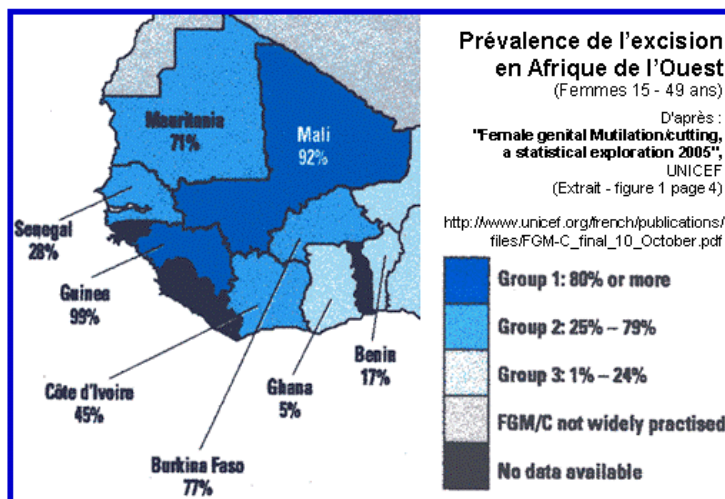 Prévalence de l'excision
en Afrique de l'Ouest
(Femmes 15 - 49 ans)
D'après :
"Female genital Mutilation/cutting,
a statistical exploration 2005",
UNICEF
(Extrait - figure 1 page 4)
http://www.unicef.org/french/publications/
files/FGM-C_final_10_October.pdf
Group 1: 80% or more
Group 2: 25% – 79%
Group 3: 1% – 24%
FGM/C not widely practised
No data available
Mauritania
71%
Mali
92%
Senegal
28%
Guinea
99%
Côte d'Ivoire
45%
Burkina Faso
77%
Ghana
5%
Benin
17%